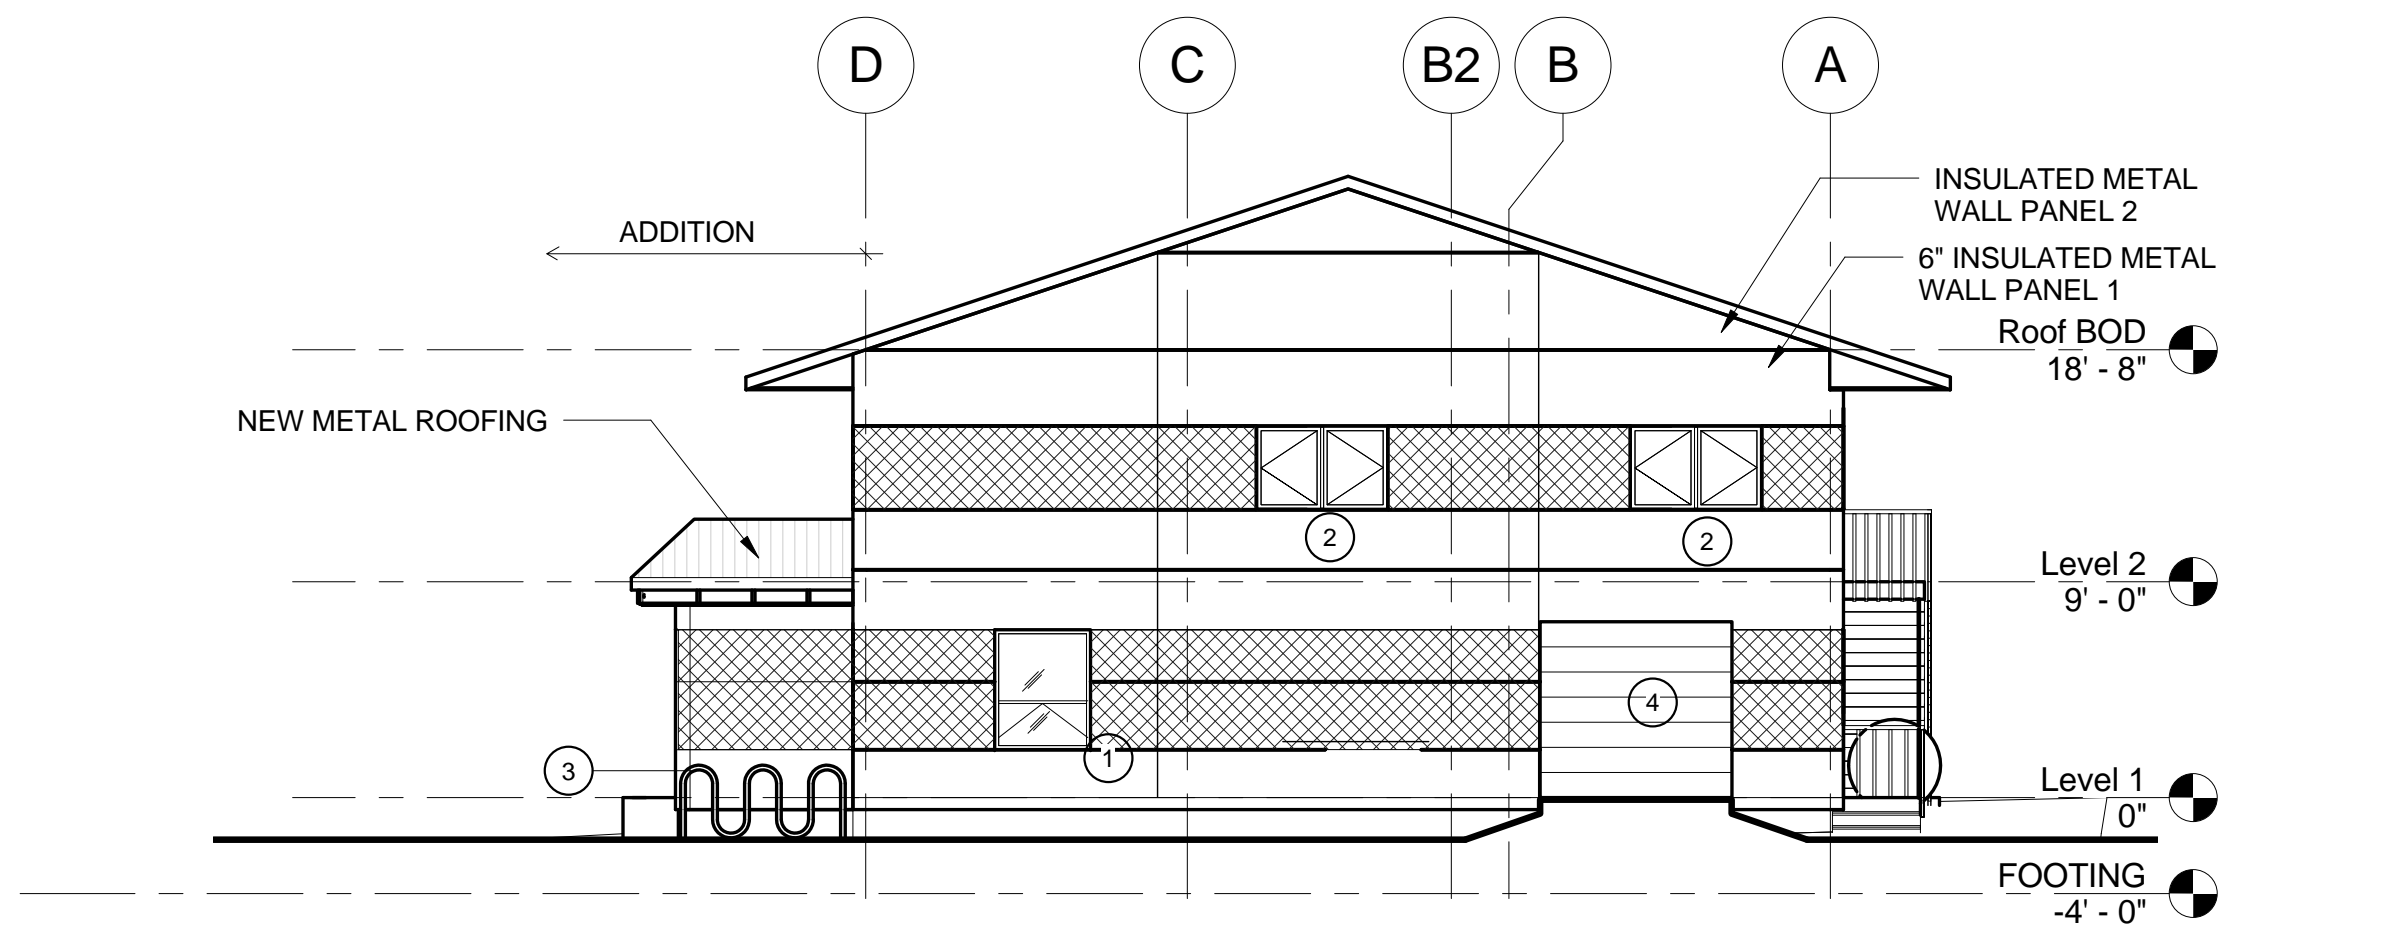 D
C
B2
B
A
INSULATED METAL
WALL PANEL 2
ADDITION
6" INSULATED METAL
WALL PANEL 1
Roof BOD
18' - 8"
NEW METAL ROOFING
2
2
Level 2
9' - 0"
4
1
3
Level 1
0"
FOOTING
-4' - 0"